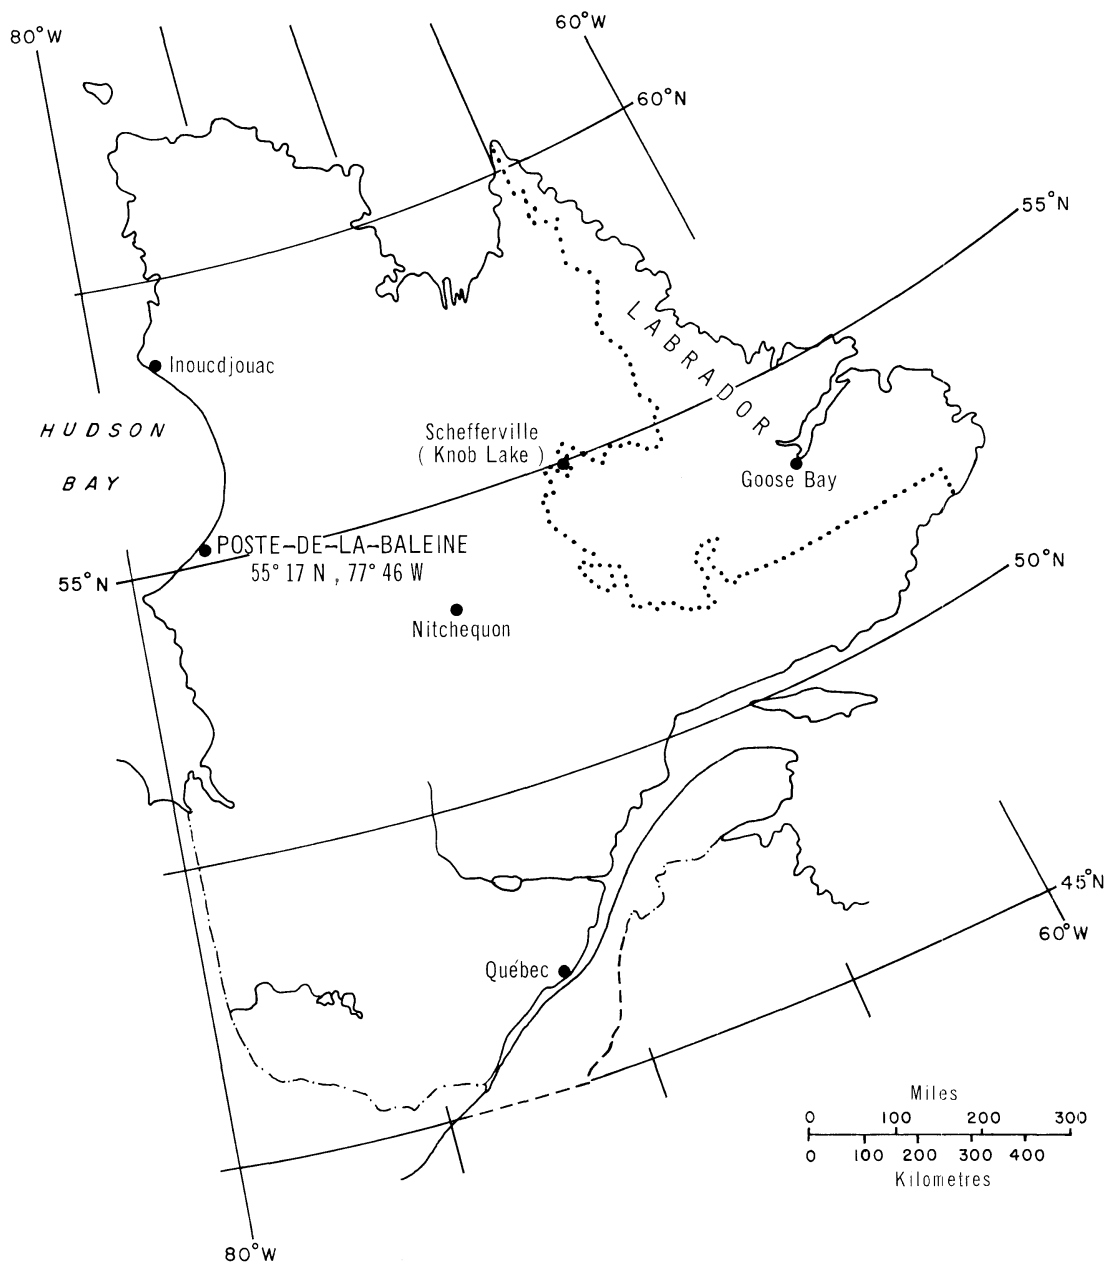 80°W
60°W
60°N
55°N
LABRADOR
Inoucdjouac
HUDSON
BAY
Schefferville
( Knob Lake )
Goose Bay
POSTE-DE-LA-BALEINE
55° 17 N , 77° 46 W
55°N
50°N
Nitchequon
45°N
60°W
Québec
Miles
0 100 200 300
0 100 200 300 400
Kilometres
80°W